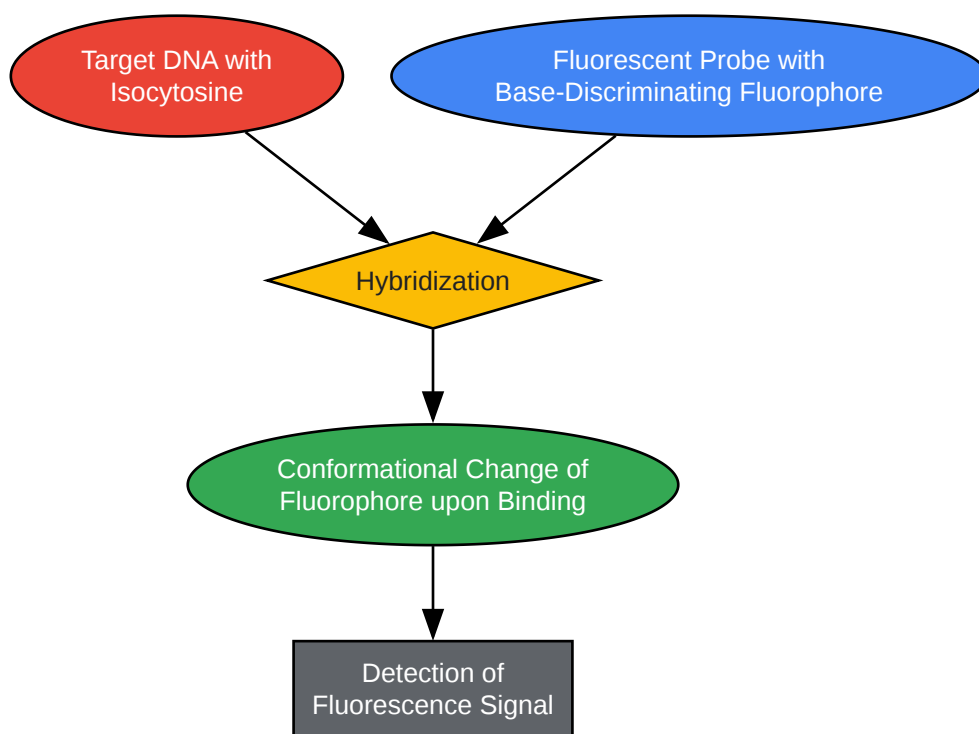 Target DNA with
Isocytosine
Fluorescent Probe with
Base-Discriminating Fluorophore
Hybridization
Conformational Change of
Fluorophore upon Binding
Detection of
Fluorescence Signal